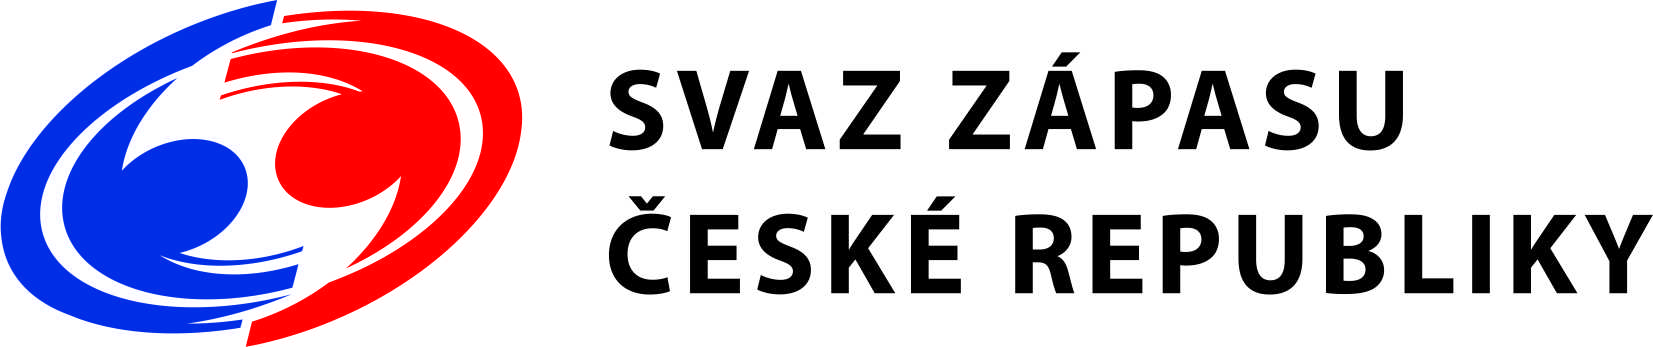 SVAZ ZÁPASU
ČESKÉ REPUBLIKY